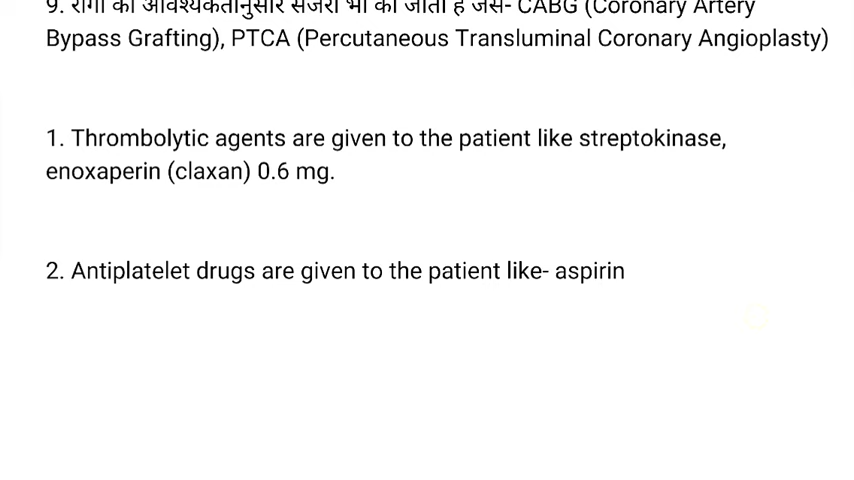 9. रोगी की आवश्यकतानुसार सर्जरी भी की जाती है जैसे- CABG (Coronary Artery
Bypass Grafting), PTCA (Percutaneous Transluminal Coronary Angioplasty)
1. Thrombolytic agents are given to the patient like streptokinase,
enoxaperin (claxan) 0.6 mg.
2. Antiplatelet drugs are given to the patient like- aspirin